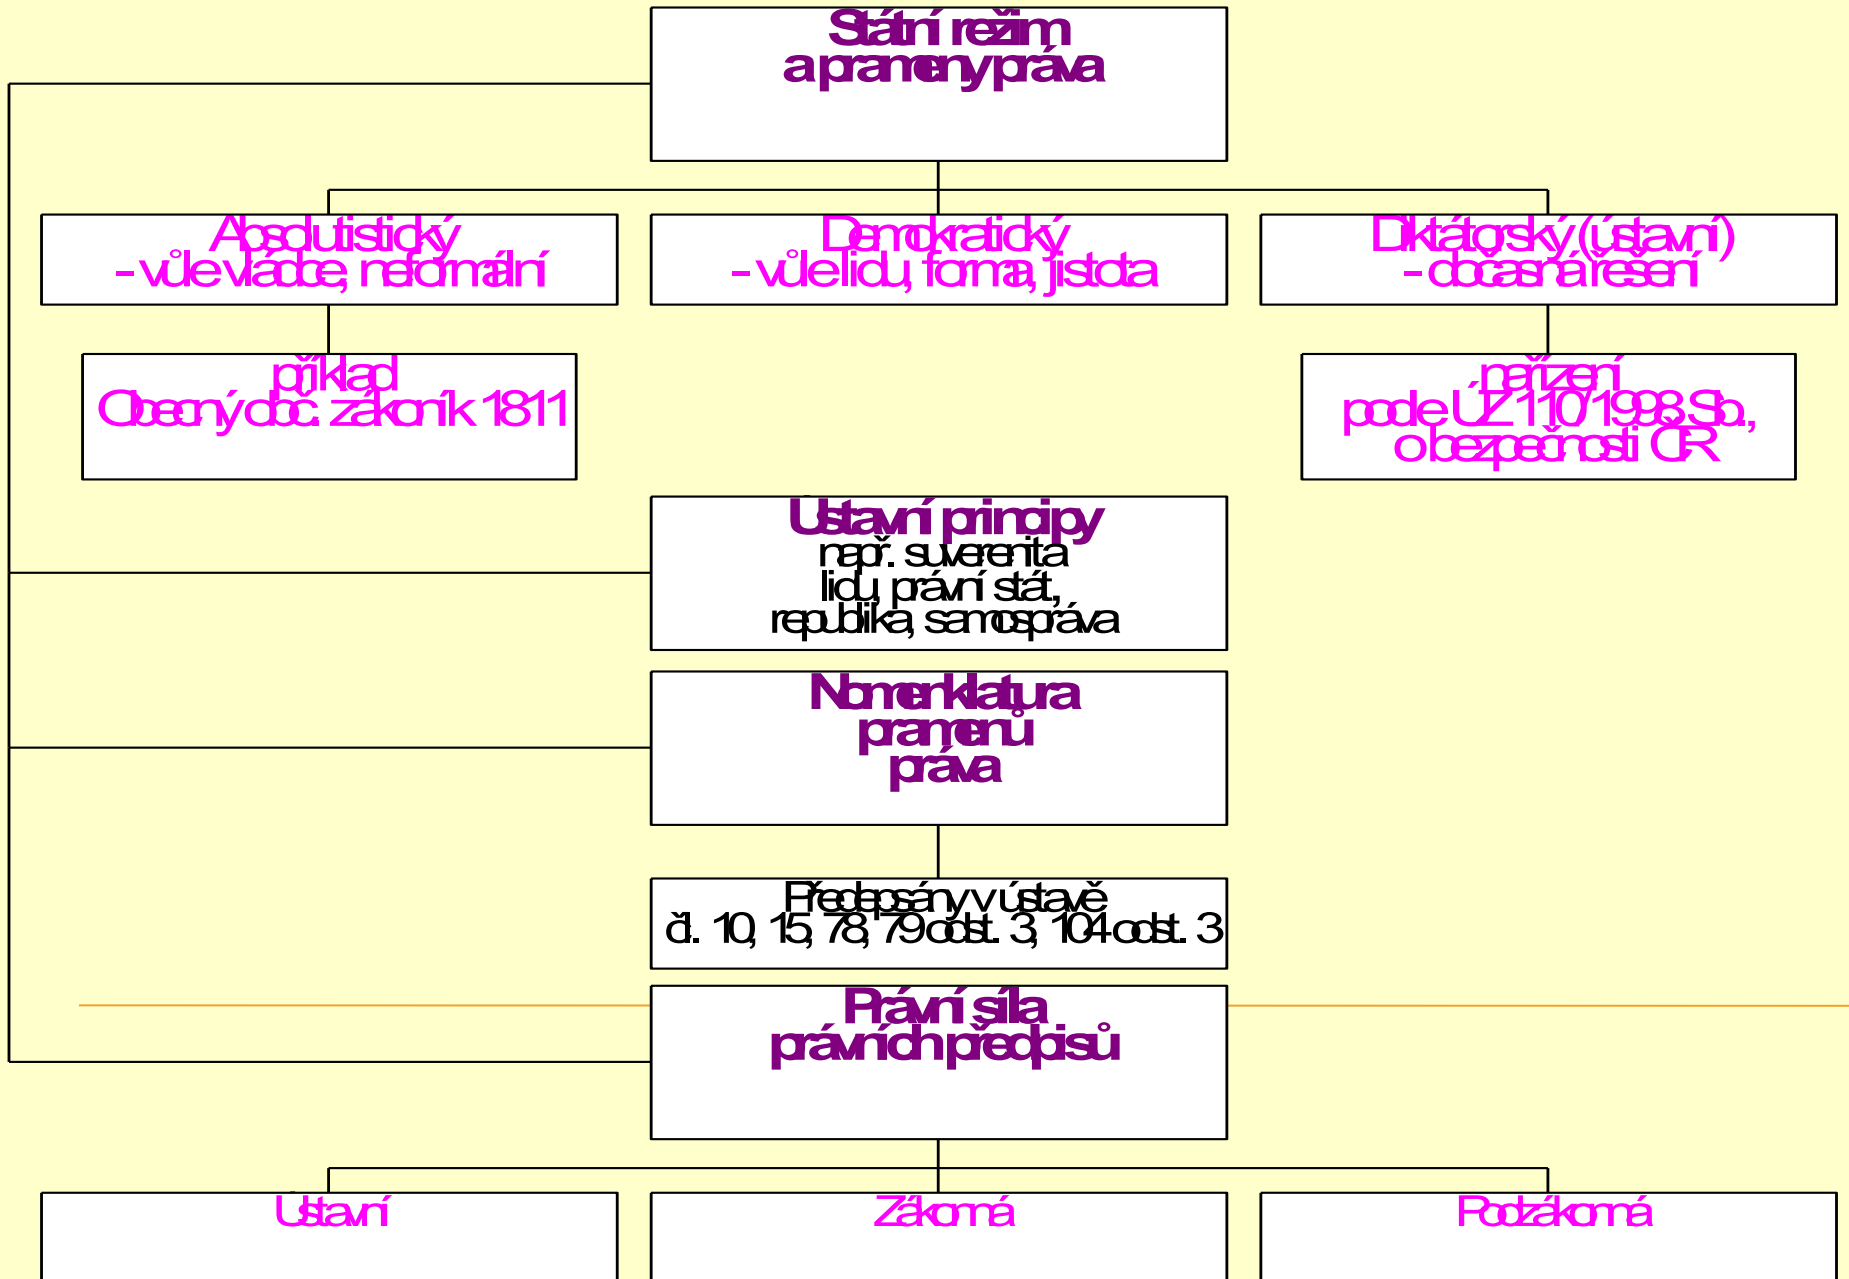 Státní režim
a prameny práva
Absolutistický
- vůle vládce, neformální
Demokratický
- vůle lidu, forma, jistota
Diktátorský (ústavní)
- dočasná řešení
příklad
Obecný obč. zákoník 1811
nařízení
podle ÚZ 110/1998 Sb.,
o bezpečnosti ČR
Ústavní principy
např. suverenita
lidu, právní stát,
republika, samospráva
Nomenklatura
pramenů
práva
Předepsány v ústavě
čl. 10, 15, 78, 79 odst. 3, 104 odst. 3
Právní síla
právních předpisů
Ústavní
Zákonná
Podzákonná